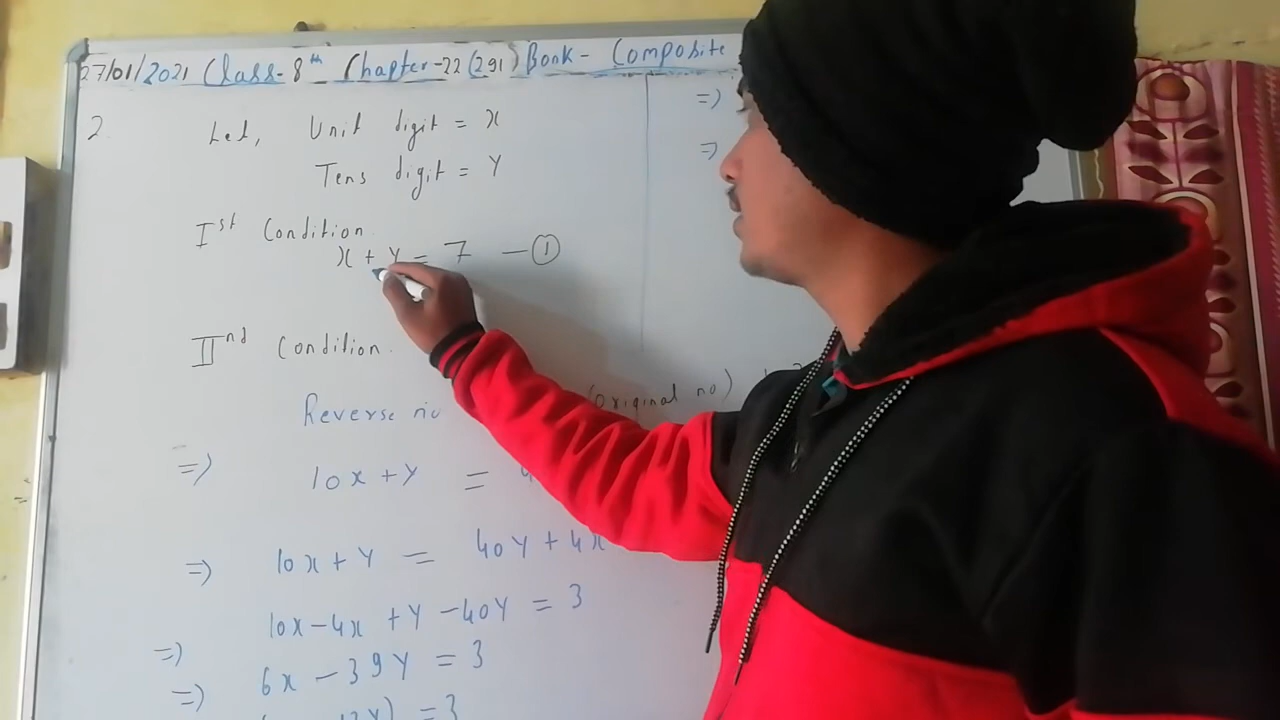 27/01/2021 Class-8th Chapter-22(291) Book- Composite
2.
Let, Unit digit = x
Tens digit = Y
Ist Condition
x + Y = 7 —①
IInd Condition.
Reverse no (original no)
=> 10x + Y =
=> 10x + Y = 40Y + 4x
10x-4x + Y -40Y = 3
=>
6x - 39Y = 3
=>
= 3
=>
=>